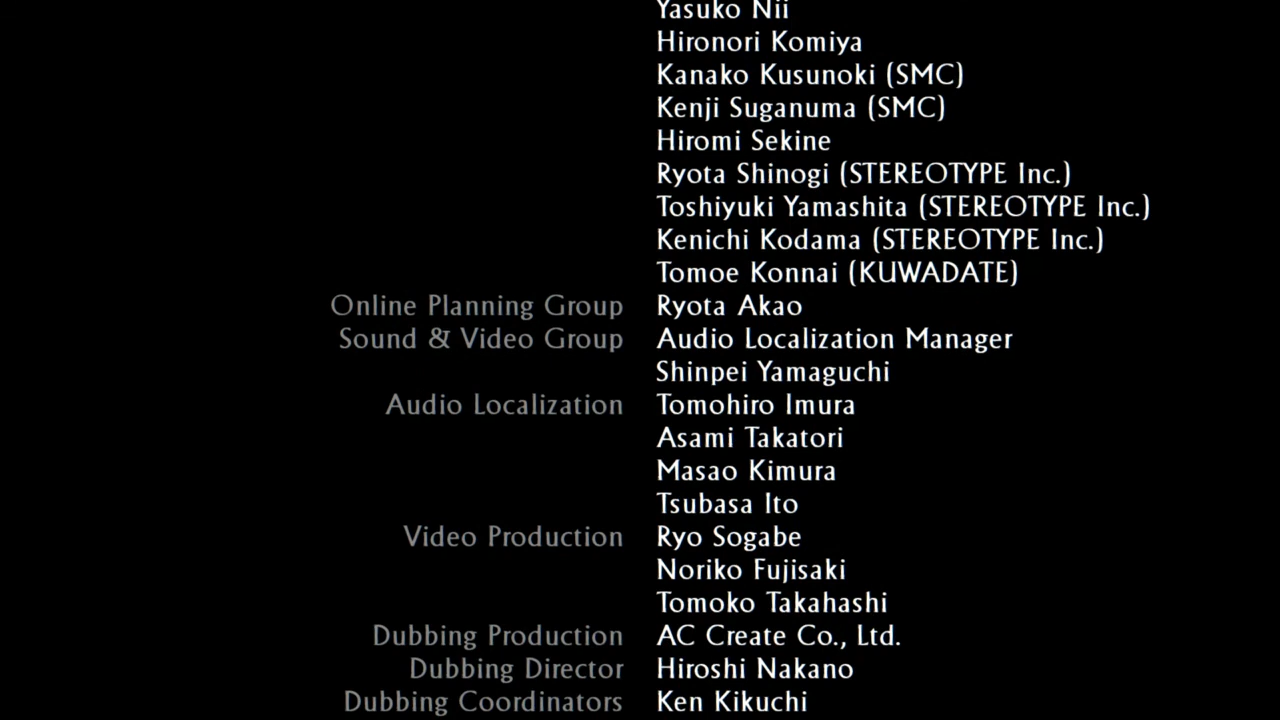 Yasuko Nii
Hironori Komiya
Kanako Kusunoki (SMC)
Kenji Suganuma (SMC)
Hiromi Sekine
Ryota Shinogi (STEREOTYPE Inc.)
Toshiyuki Yamashita (STEREOTYPE Inc.)
Kenichi Kodama (STEREOTYPE Inc.)
Tomoe Konnai (KUWADATE)
Online Planning Group Ryota Akao
Sound & Video Group Audio Localization Manager
Shinpei Yamaguchi
Audio Localization Tomohiro Imura
Asami Takatori
Masao Kimura
Tsubasa Ito
Video Production Ryo Sogabe
Noriko Fujisaki
Tomoko Takahashi
Dubbing Production AC Create Co., Ltd.
Dubbing Director Hiroshi Nakano
Dubbing Coordinators Ken Kikuchi